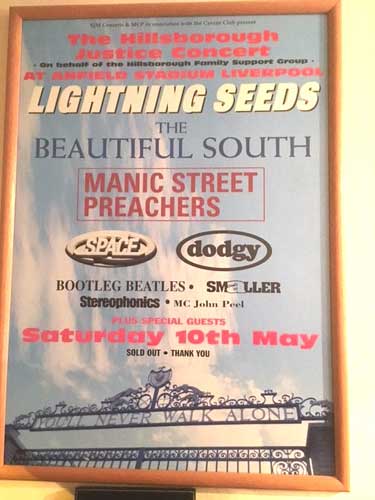 SJM Concerts & MCP in association with the Cavern Club present
The Hillsborough
Justice Concert
• On behalf of the Hillsborough Family Support Group •
AT ANFIELD STADIUM LIVERPOOL
LIGHTNING SEEDS
THE
BEAUTIFUL SOUTH
MANIC STREET
PREACHERS
SPACE dodgy
BOOTLEG BEATLES • SMaLLER
Stereophonics • MC JOHN PEEL
PLUS SPECIAL GUESTS
Saturday 10th May
SOLD OUT • THANK YOU
YOU'LL NEVER WALK ALONE